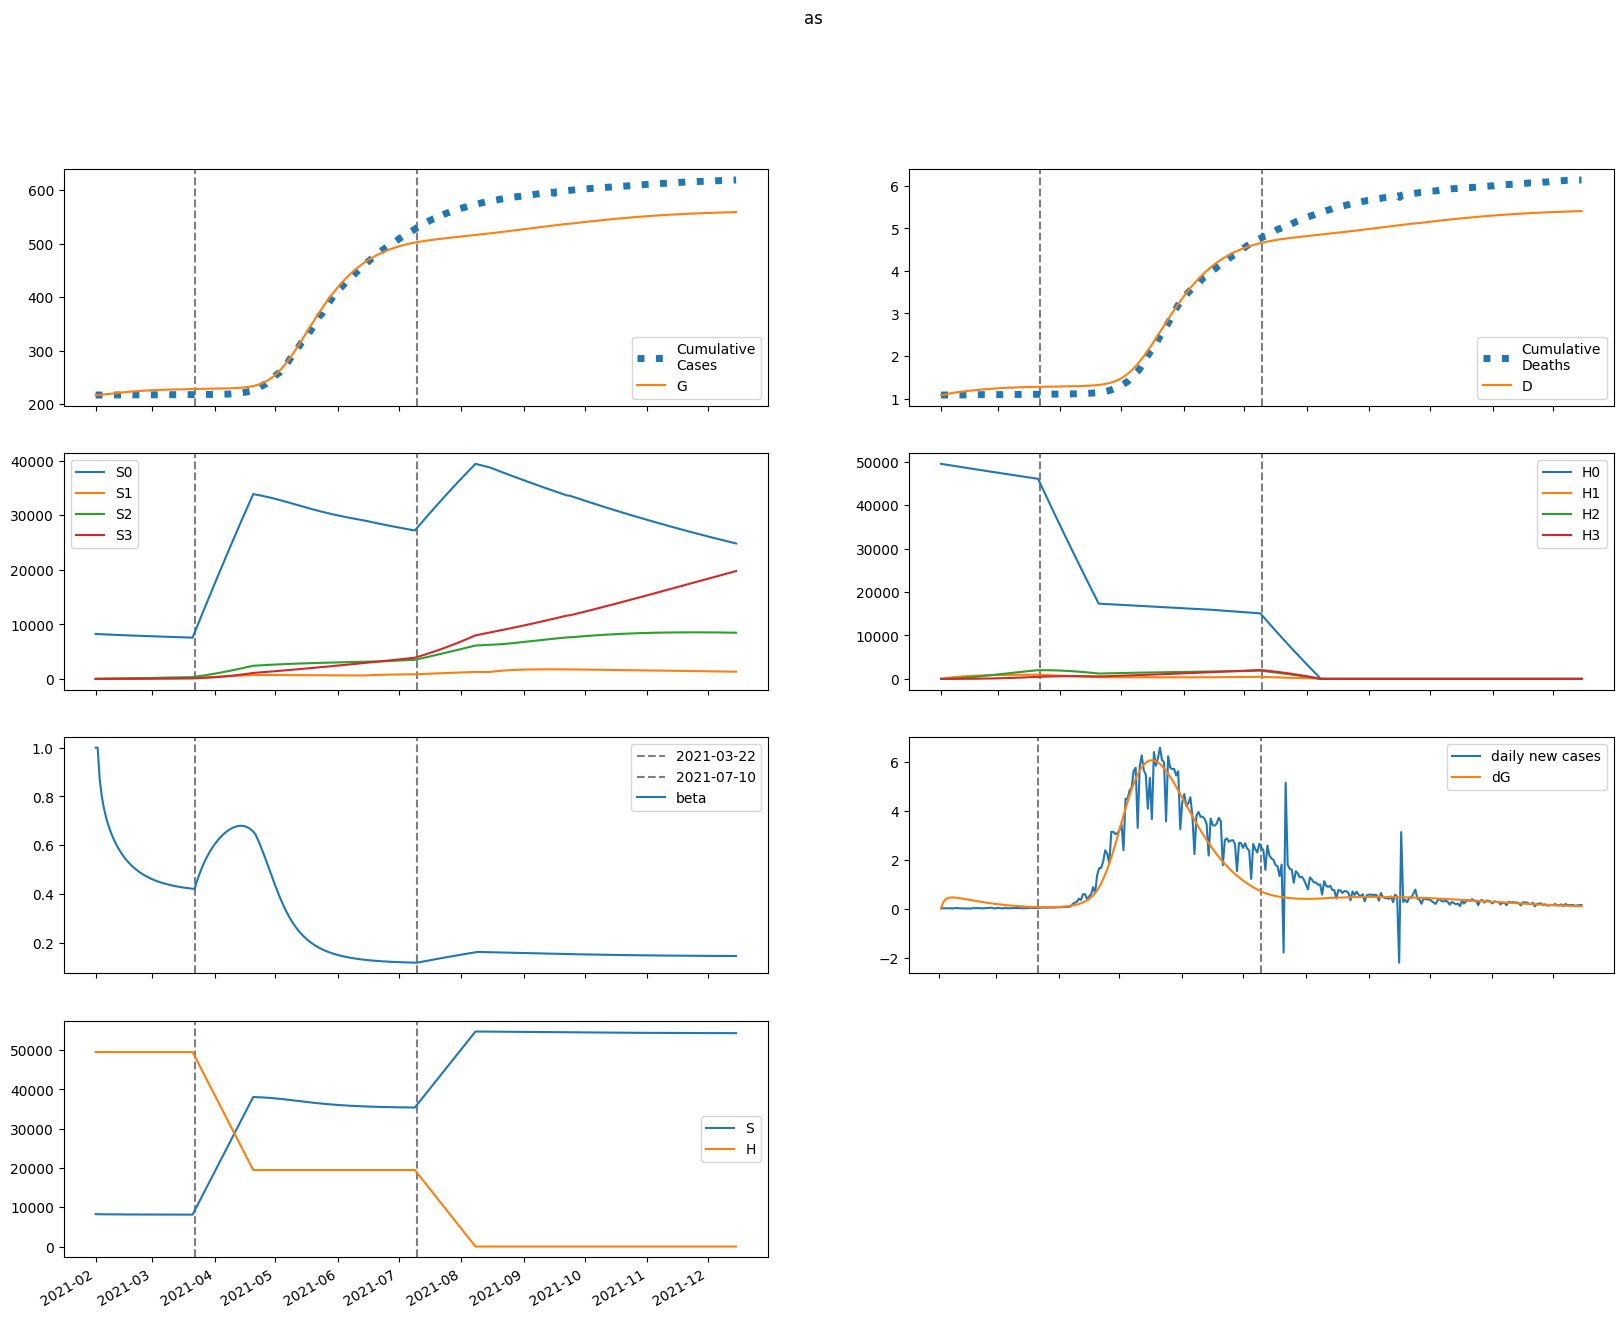 as
600
500
400
300
200
Cumulative
Cases
G
6
5
4
3
2
1
Cumulative
Deaths
D
40000
30000
20000
10000
0
S0
S1
S2
S3
50000
40000
30000
20000
10000
0
H0
H1
H2
H3
1.0
0.8
0.6
0.4
0.2
2021-03-22
2021-07-10
beta
6
4
2
0
−2
daily new cases
dG
50000
40000
30000
20000
10000
0
S
H
2021-02
2021-03
2021-04
2021-05
2021-06
2021-07
2021-08
2021-09
2021-10
2021-11
2021-12